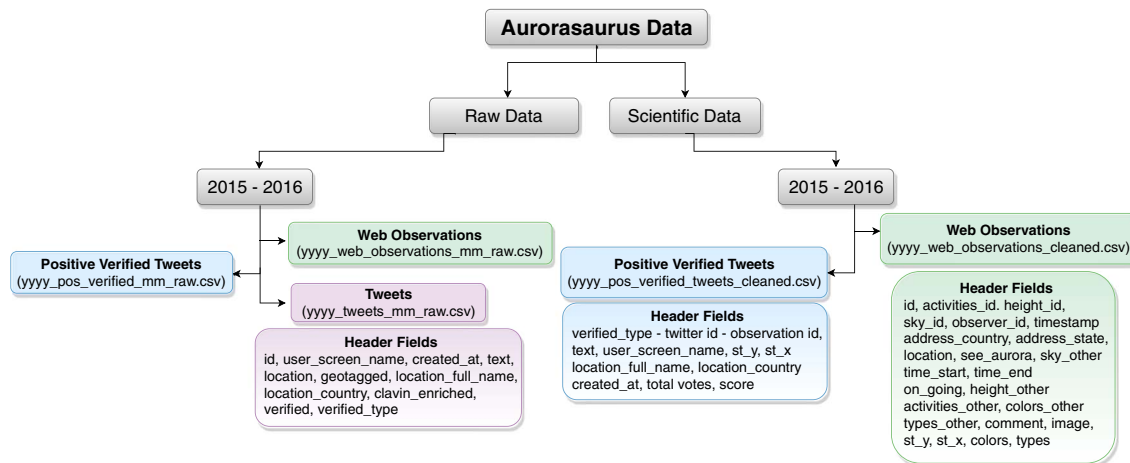 Aurorasaurus Data
Raw Data
Scientific Data
2015 - 2016
2015 - 2016
Web Observations
(yyyy_web_observations_mm_raw.csv)
Positive Verified Tweets
(yyyy_pos_verified_mm_raw.csv)
Tweets
(yyyy_tweets_mm_raw.csv)
Header Fields
id, user_screen_name, created_at, text,
location, geotagged, location_full_name,
location_country, clavin_enriched,
verified, verified_type
Web Observations
(yyyy_web_observations_cleaned.csv)
Positive Verified Tweets
(yyyy_pos_verified_tweets_cleaned.csv)
Header Fields
verified_type - twitter id - observation id,
text, user_screen_name, st_y, st_x
location_full_name, location_country
created_at, total votes, score
Header Fields
id, activities_id. height_id,
sky_id, observer_id, timestamp
address_country, address_state,
location, see_aurora, sky_other
time_start, time_end
on_going, height_other
activities_other, colors_other
types_other, comment, image,
st_y, st_x, colors, types